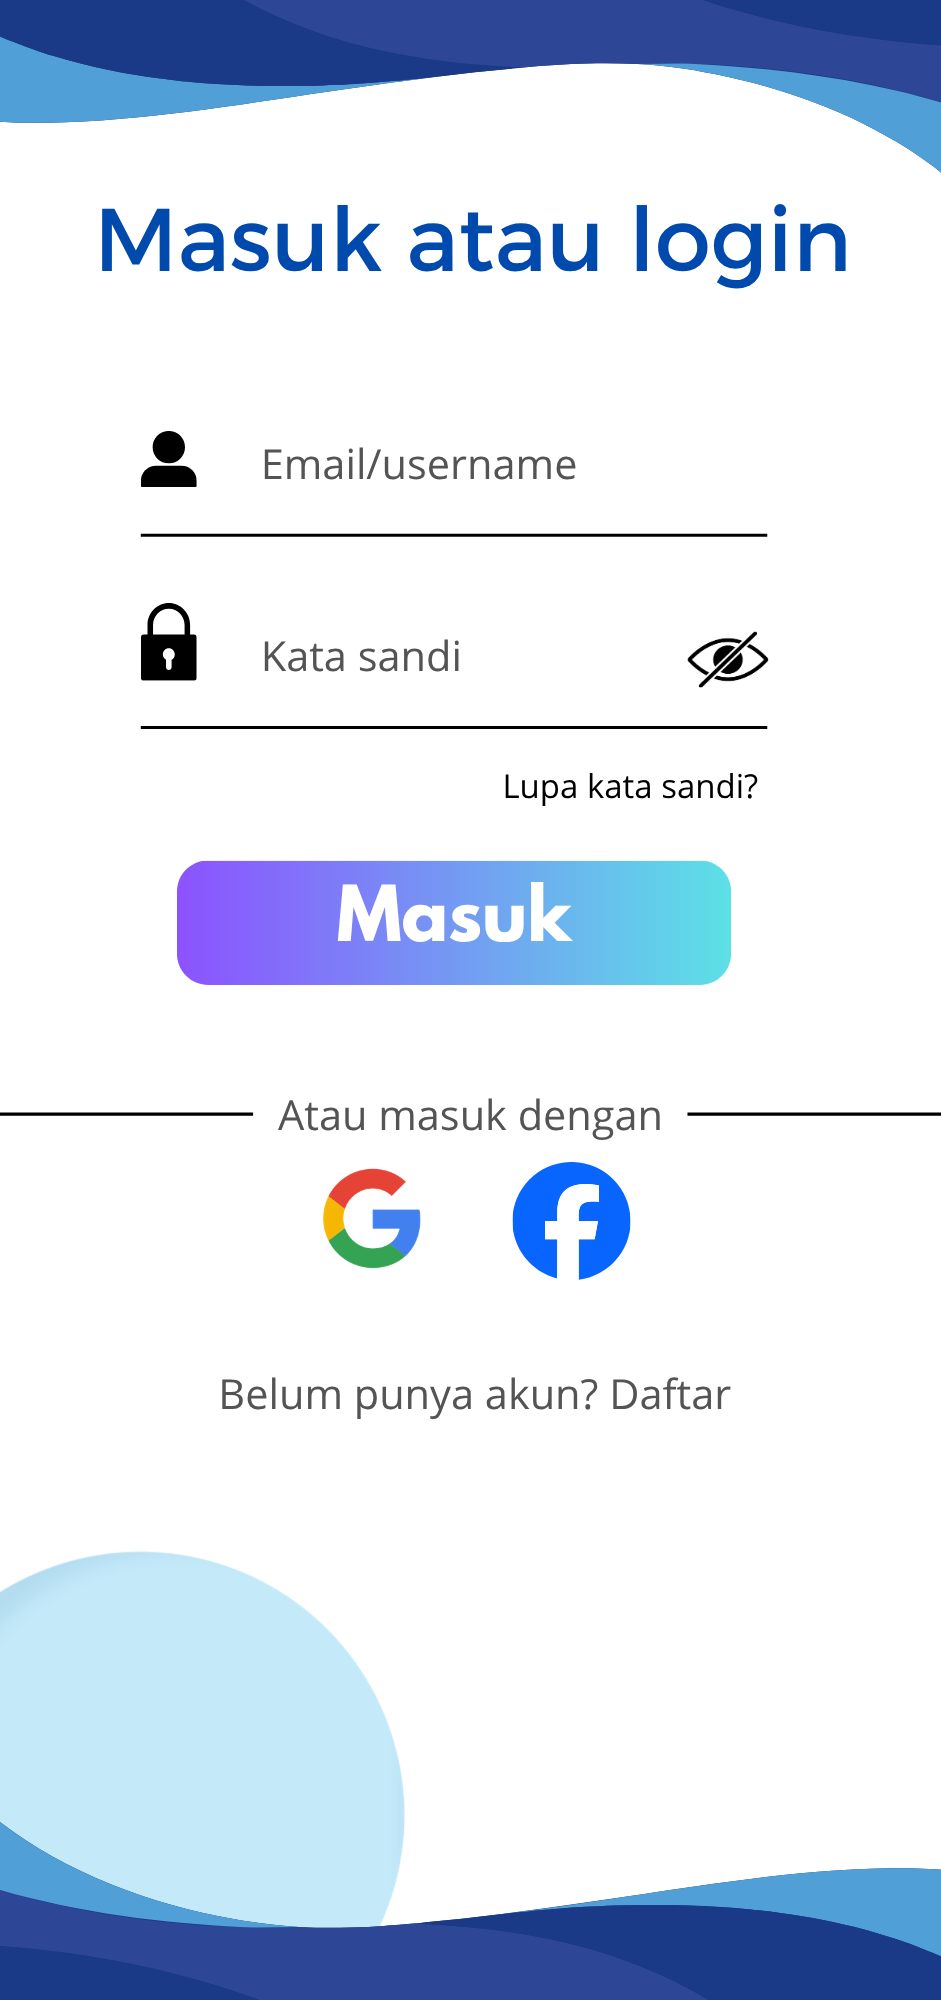 Masuk atau login
Email/username
Kata sandi
Lupa kata sandi?
Masuk
Atau masuk dengan
Belum punya akun? Daftar